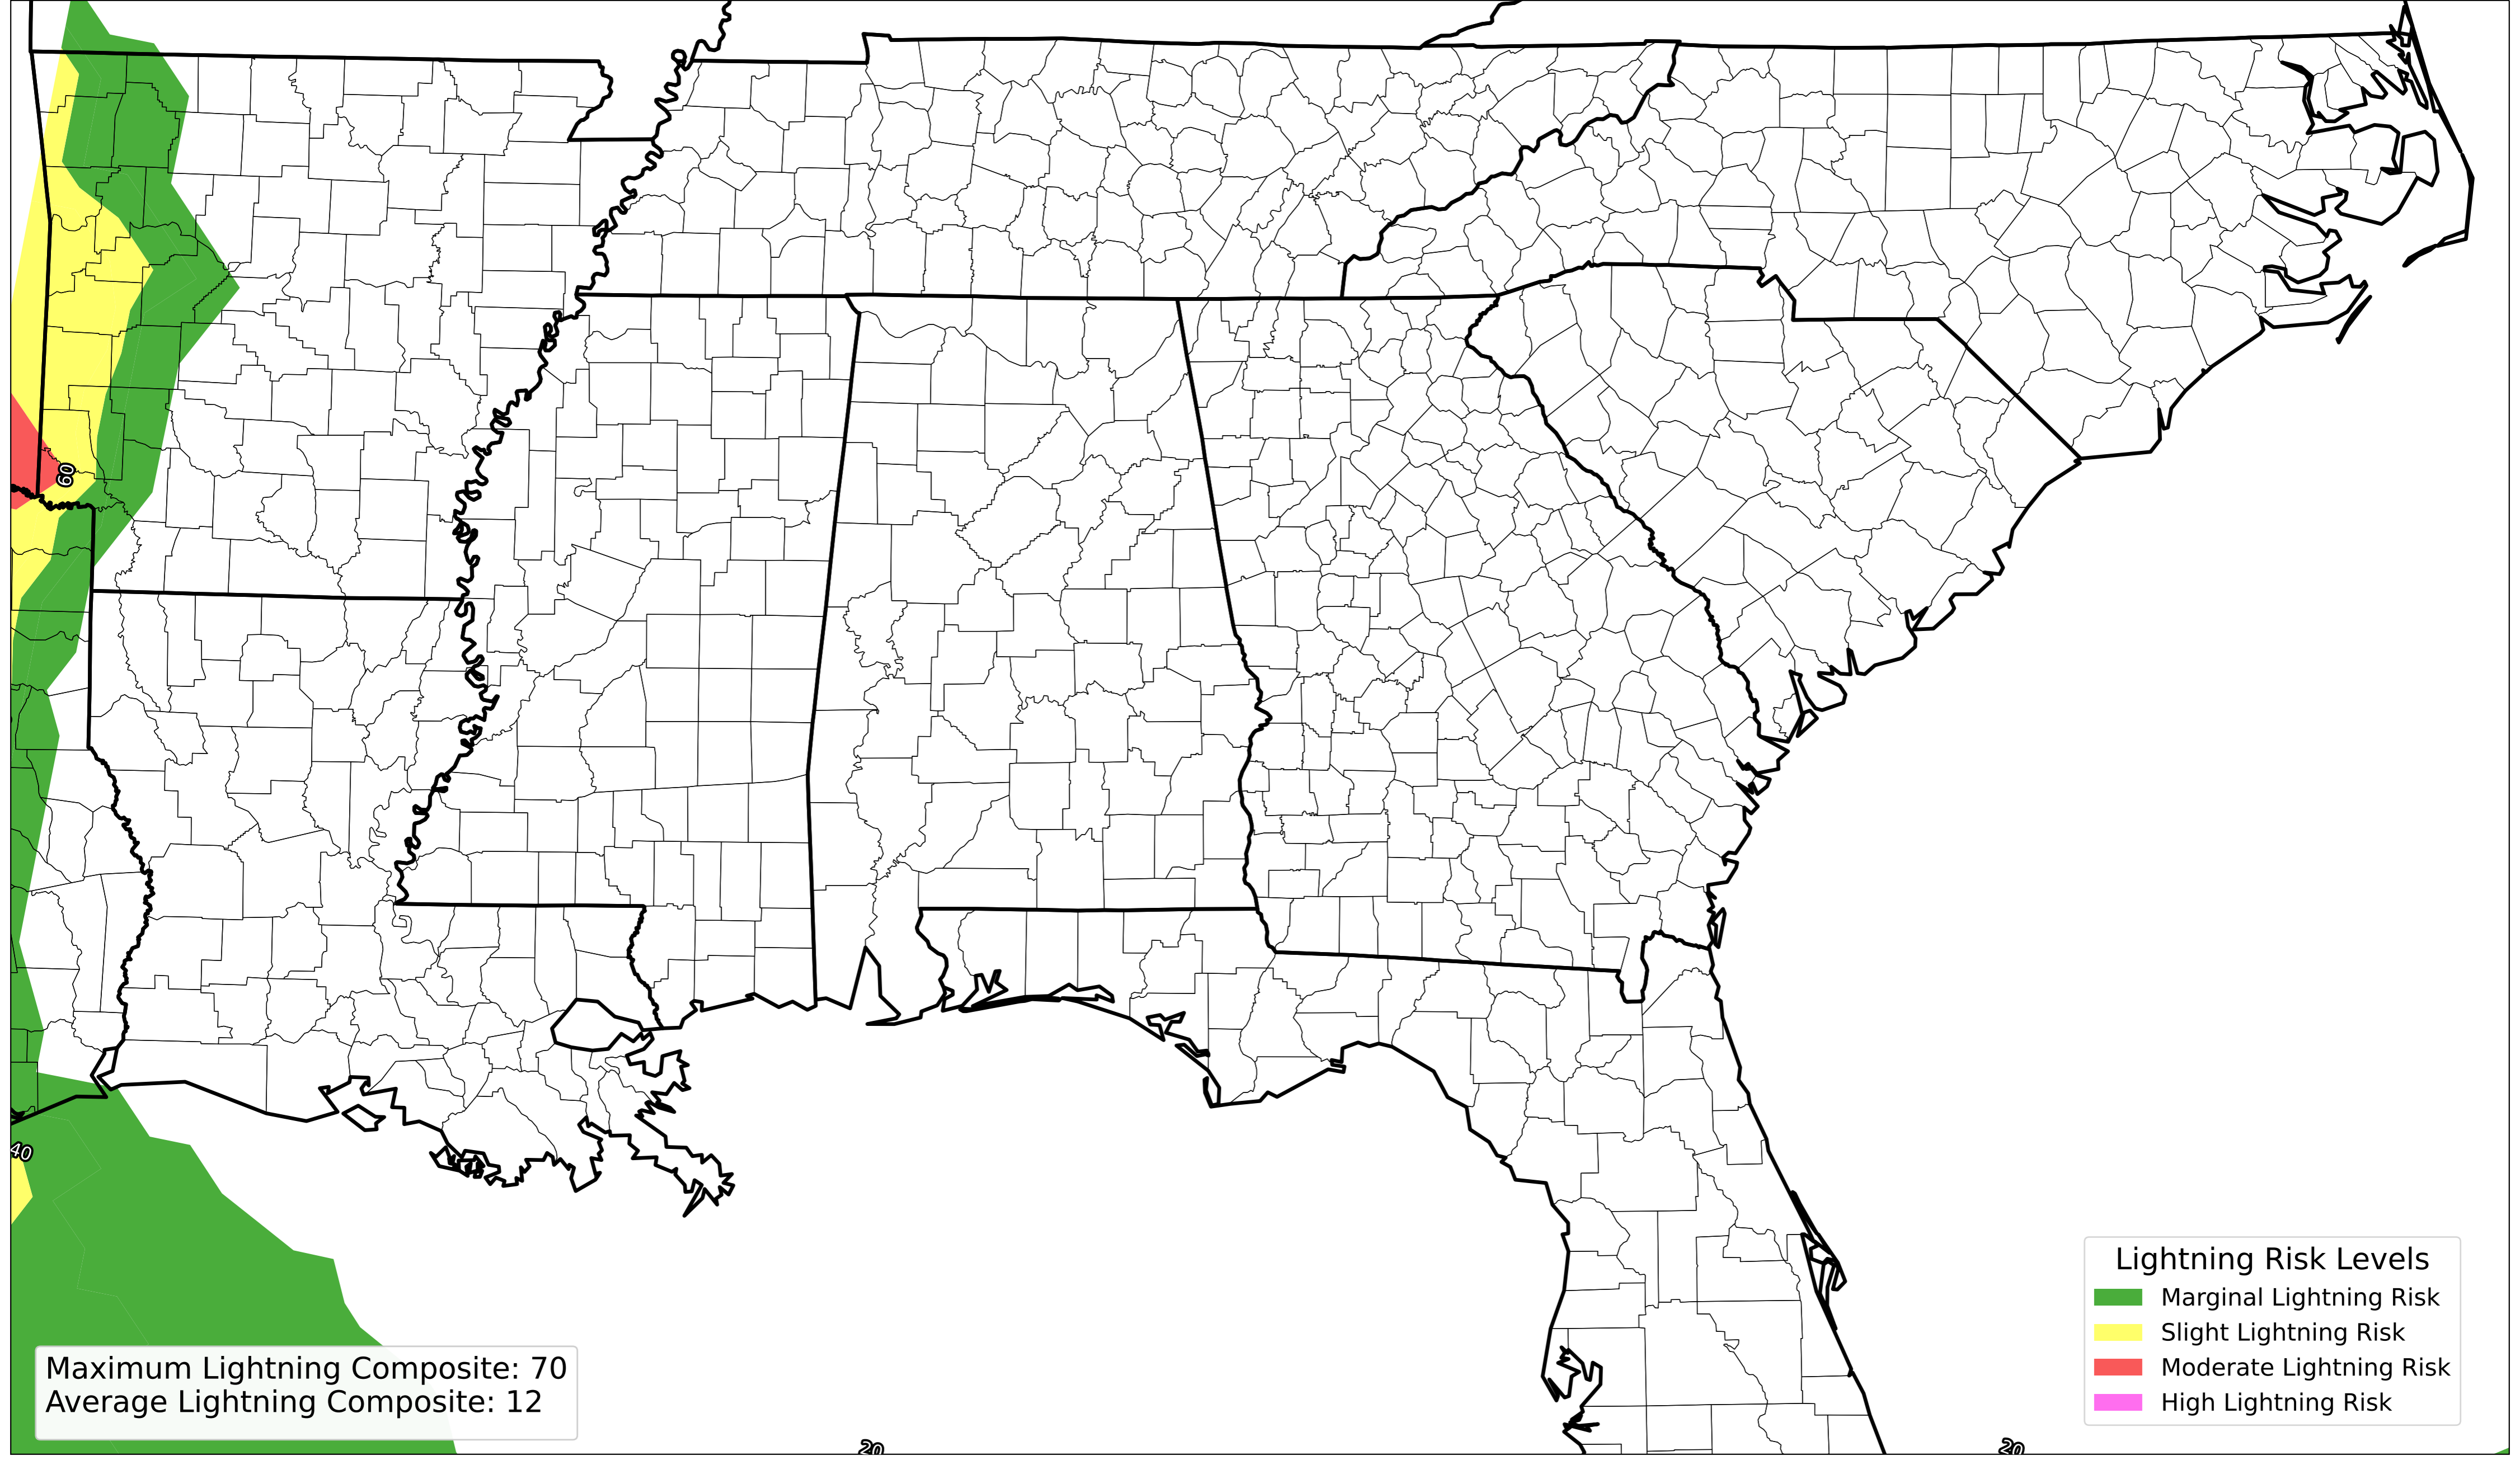 60
40
Lightning Risk Levels
Marginal Lightning Risk
Slight Lightning Risk
Moderate Lightning Risk
High Lightning Risk
Maximum Lightning Composite: 70
Average Lightning Composite: 12
20
20